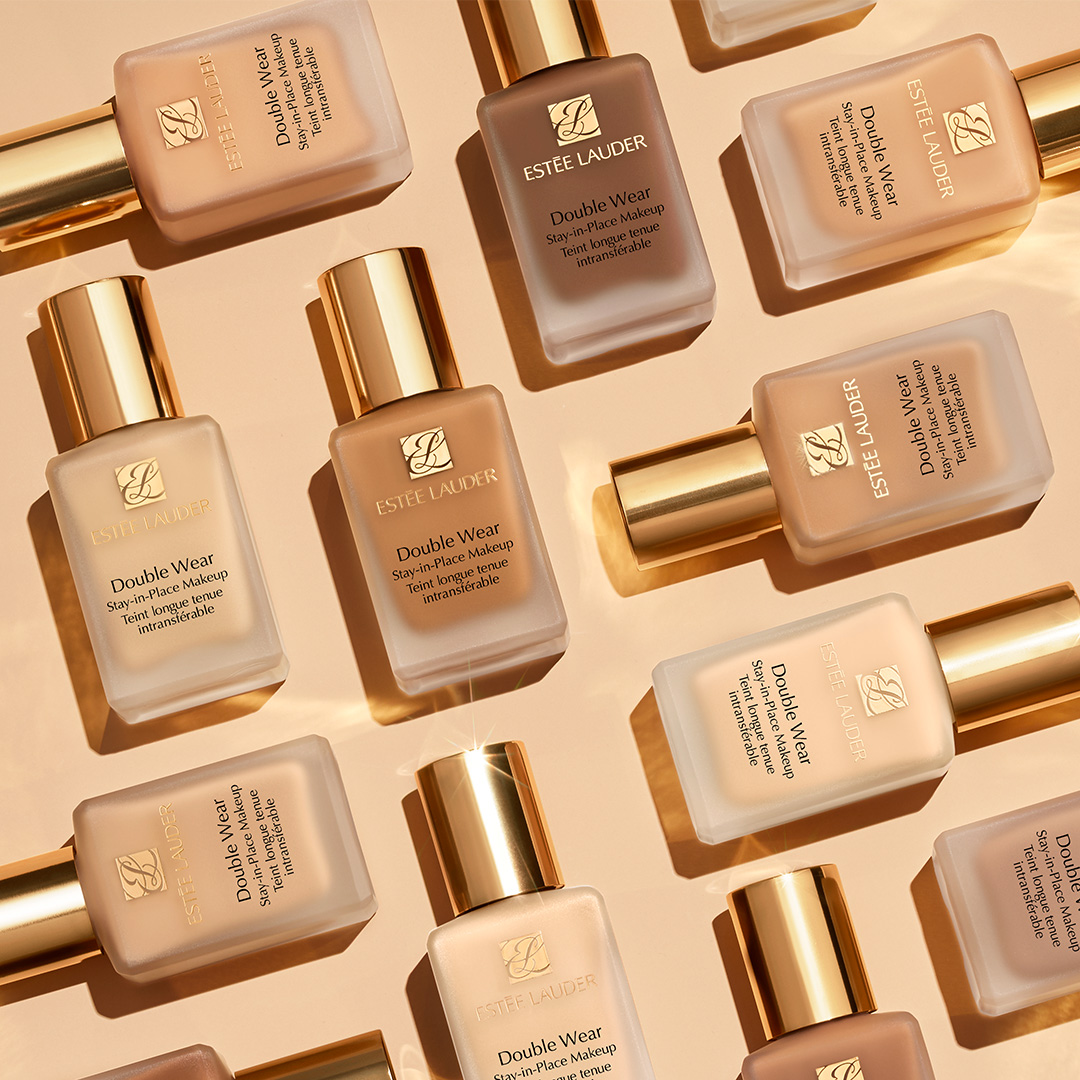 ESTĒE LAUDER
Double Wear
Stay-in-Place Makeup
Teint longue tenue
intransférable
ESTĒE LAUDER
Double Wear
Stay-in-Place Makeup
Teint longue tenue
intransférable
ESTĒE LAUDER
Double Wear
Stay-in-Place Makeup
Teint longue tenue
intransférable
ESTĒE LAUDER
Double Wear
Stay-in-Place Makeup
Teint longue tenue
intransférable
ESTĒE LAUDER
Double Wear
Stay-in-Place Makeup
Teint longue tenue
intransférable
ESTĒE LAUDER
Double Wear
Stay-in-Place Makeup
Teint longue tenue
intransférable
ESTĒE LAUDER
Double Wear
Stay-in-Place Makeup
Teint longue tenue
intransférable
ESTĒE LAUDER
Double Wear
Stay-in-Place Makeup
Teint longue tenue
intransférable
ESTĒE LAUDER
Double Wear
Stay-in-Place Makeup
Double
Stay-in-Place Makeup
Teint longue tenue
intransférable